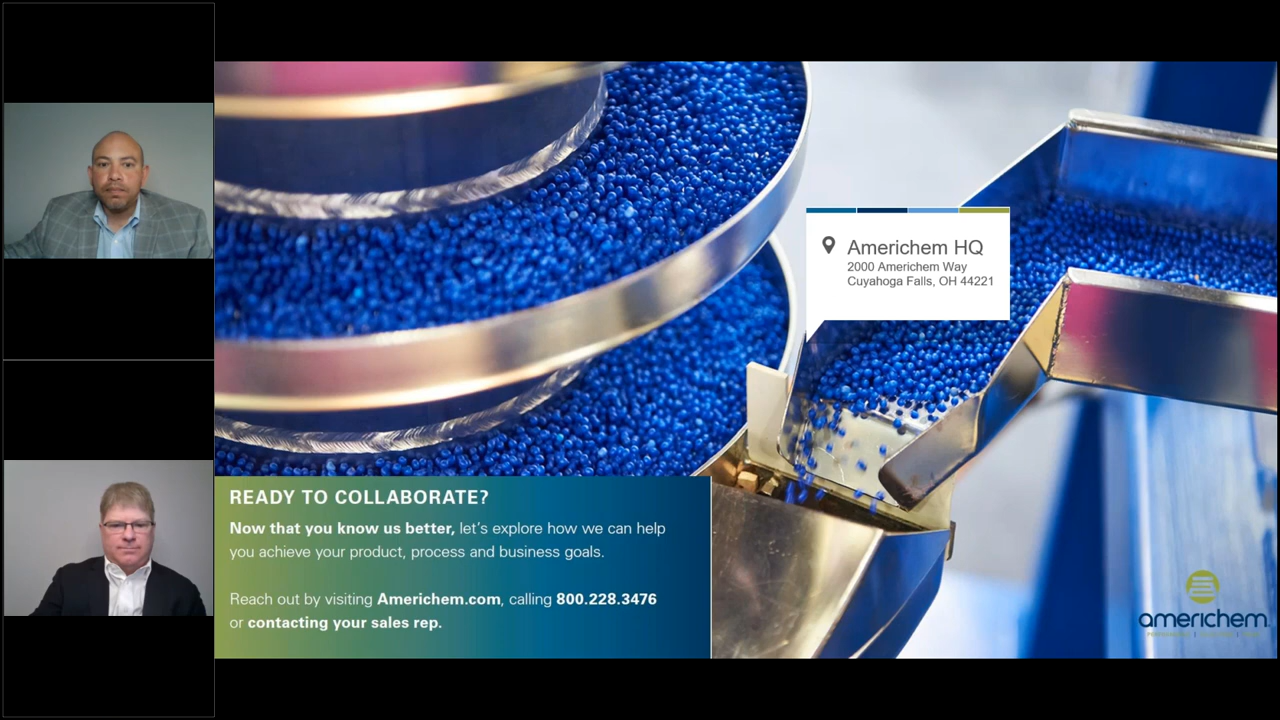 Americhem HQ
2000 Americhem Way
Cuyahoga Falls, OH 44221
READY TO COLLABORATE?
Now that you know us better, let's explore how we can help
you achieve your product, process and business goals.
Reach out by visiting Americhem.com, calling 800.228.3476
or contacting your sales rep.
americhem